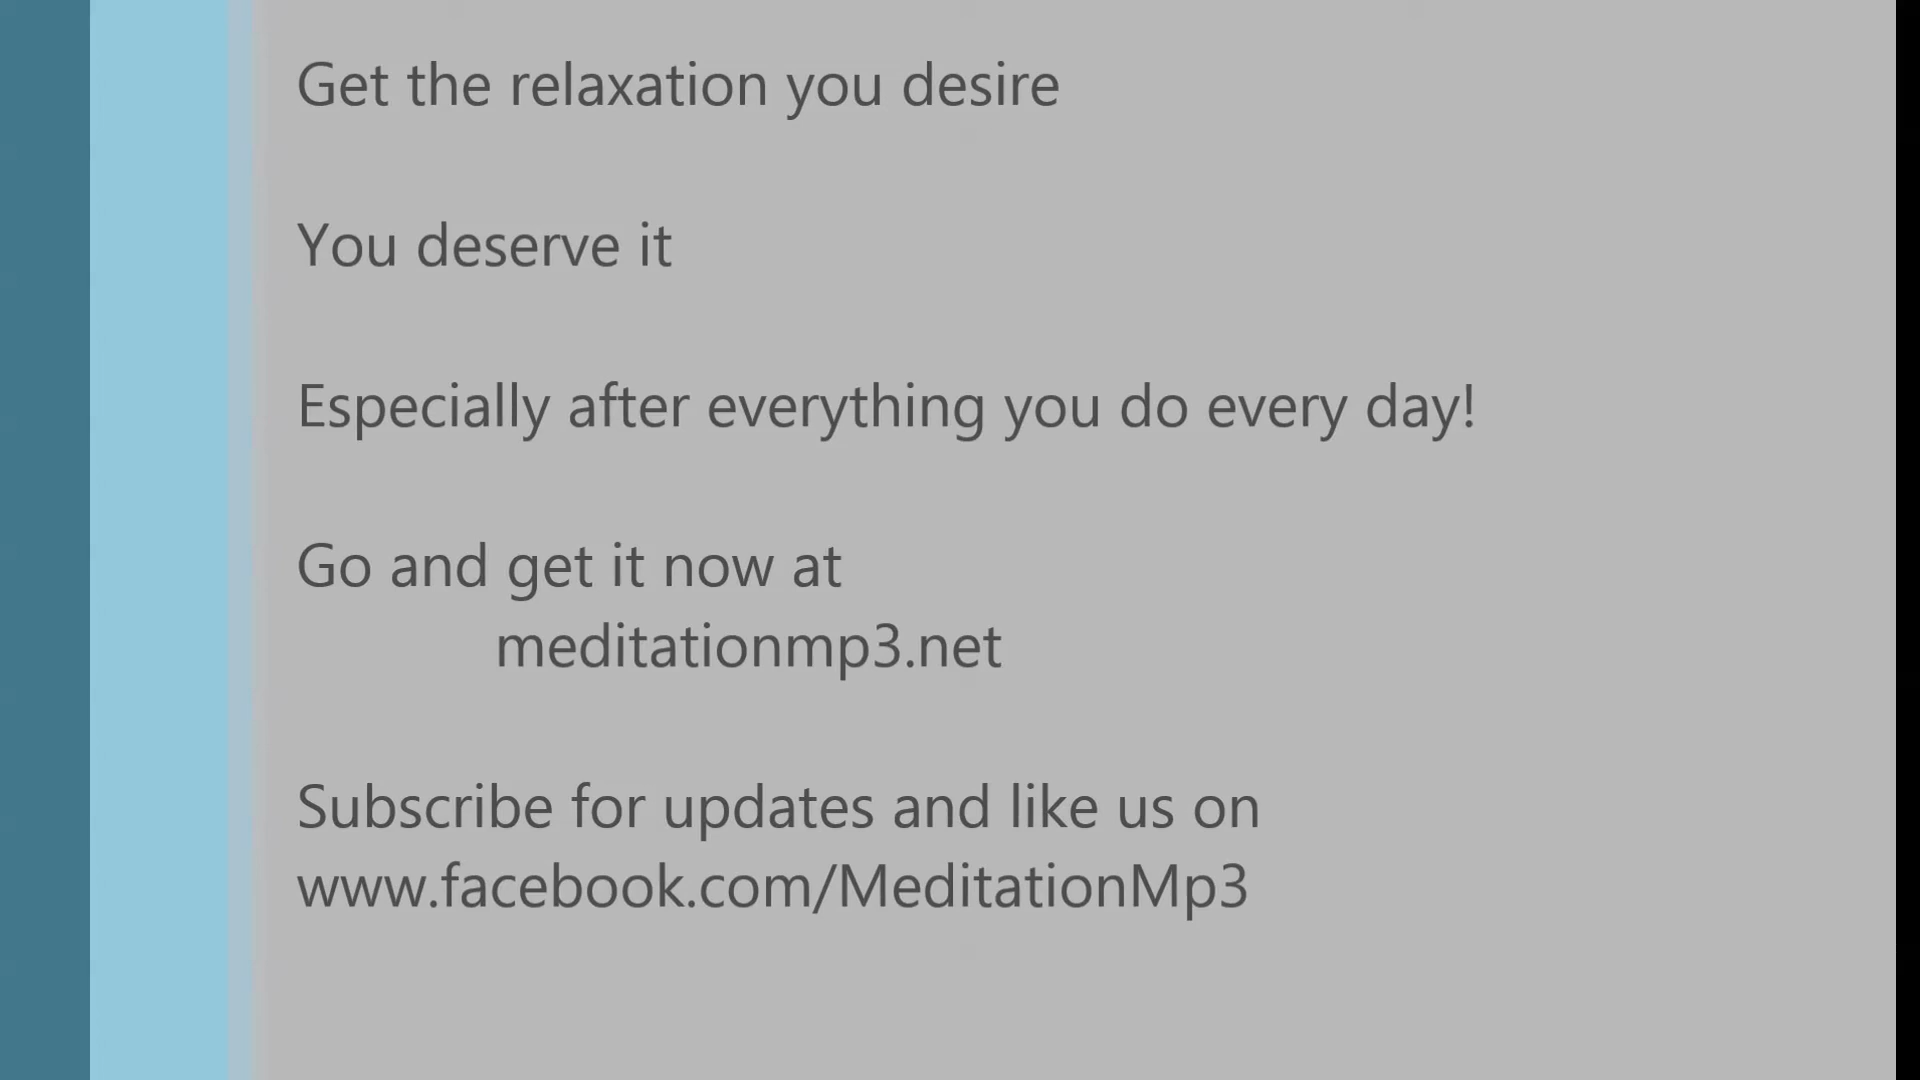 Get the relaxation you desire
You deserve it
Especially after everything you do every day!
Go and get it now at
meditationmp3.net
Subscribe for updates and like us on
www.facebook.com/MeditationMp3